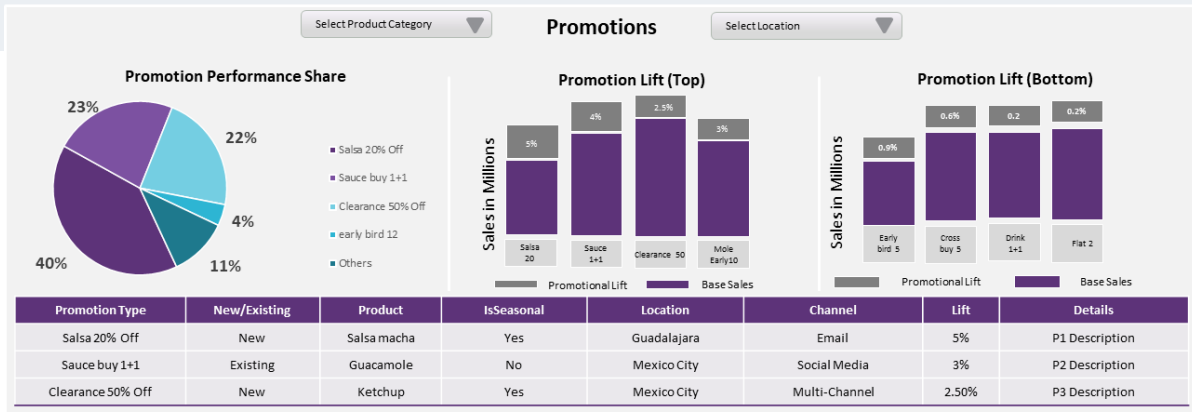 Select Product Category
Promotions
Select Location
Promotion Performance Share
23%
22%
4%
11%
40%
Salsa 20% Off
Sauce buy 1+1
Clearance 50% Off
early bird 12
Others
Promotion Lift (Top)
Sales in Millions
5%
4%
2.5%
3%
Salsa
20
Sauce
1+1
Clearance 50
Mole
Early10
Promotional Lift
Base Sales
Promotion Lift (Bottom)
Sales in Millions
0.9%
0.6%
0.2
0.2%
Early
bird 5
Cross
buy 5
Drink
1+1
Flat 2
Promotional Lift
Base Sales
Promotion Type New/Existing Product IsSeasonal Location Channel Lift Details
Salsa 20% Off New Salsa macha Yes Guadalajara Email 5% P1 Description
Sauce buy 1+1 Existing Guacamole No Mexico City Social Media 3% P2 Description
Clearance 50% Off New Ketchup Yes Mexico City Multi-Channel 2.50% P3 Description